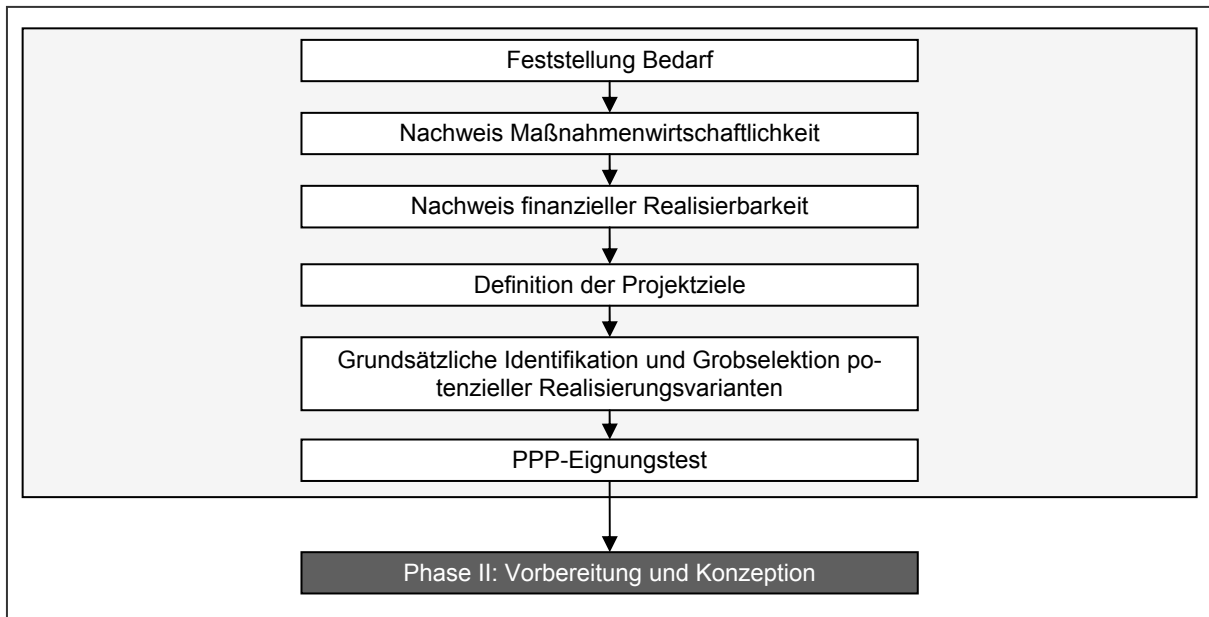 Feststellung Bedarf
Nachweis Maßnahmenwirtschaftlichkeit
Nachweis finanzieller Realisierbarkeit
Definition der Projektziele
Grundsätzliche Identifikation und Grobselektion po-
tenzieller Realisierungsvarianten
PPP-Eignungstest
Phase II: Vorbereitung und Konzeption